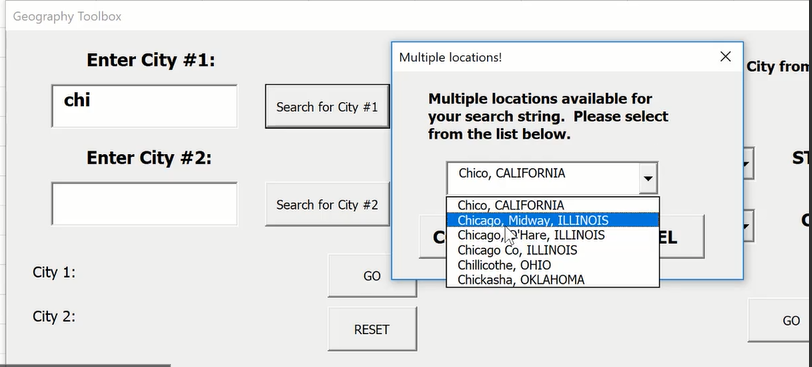 Geography Toolbox
Enter City #1:
chi
Search for City #1
Enter City #2:
Search for City #2
City 1:
GO
City 2:
RESET
Multiple locations!
Multiple locations available for
your search string. Please select
from the list below.
Chico, CALIFORNIA
Chico, CALIFORNIA
Chicago, Midway, ILLINOIS
Chicago, O'Hare, ILLINOIS
Chicago Co, ILLINOIS
Chillicothe, OHIO
Chickasha, OKLAHOMA
City from
GO